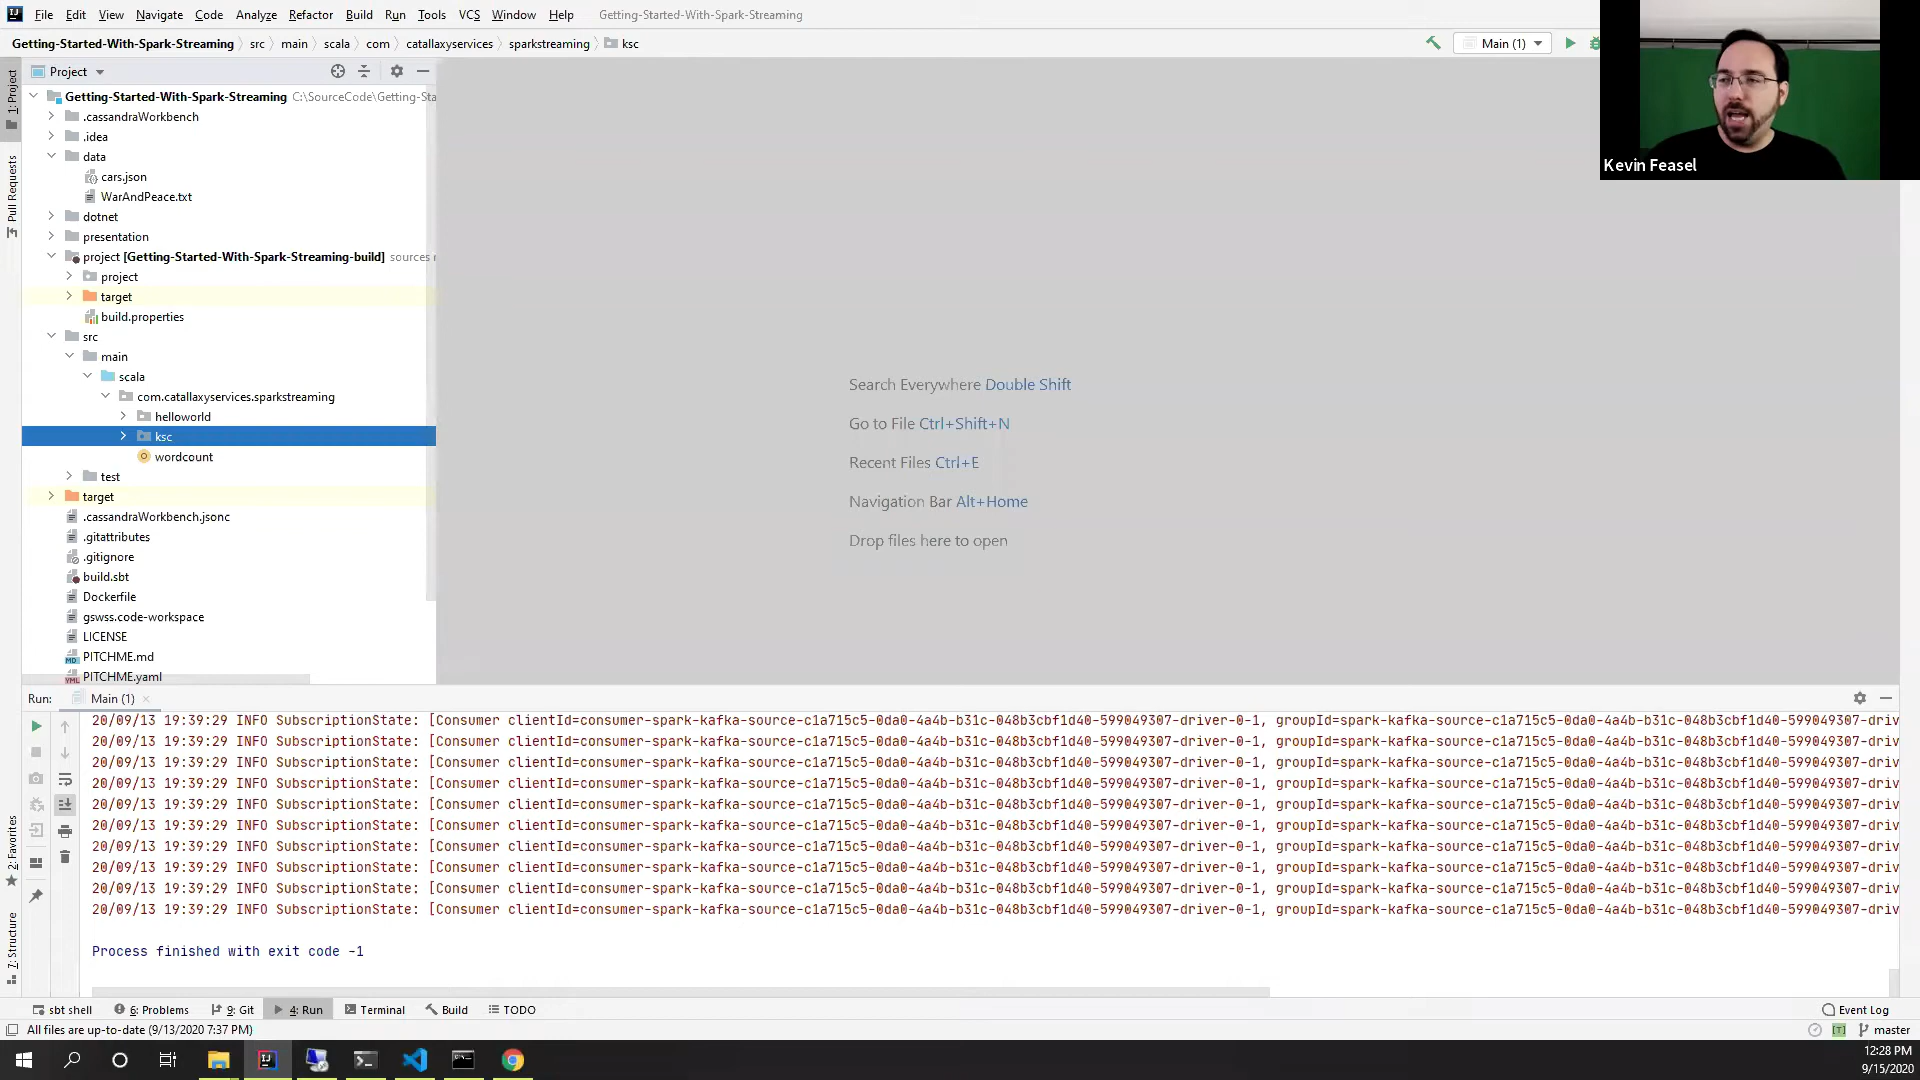 File Edit View Navigate Code Analyze Refactor Build Run Tools VCS Window Help Getting-Started-With-Spark-Streaming
Getting-Started-With-Spark-Streaming src main scala com catallaxyservices sparkstreaming ksc Main (1)
Kevin Feasel
1: Project
Pull Requests
2: Favorites
7: Structure
Project
Getting-Started-With-Spark-Streaming C:\SourceCode\Getting-Sta
.cassandraWorkbench
.idea
data
cars.json
WarAndPeace.txt
dotnet
presentation
project [Getting-Started-With-Spark-Streaming-build] sources r
project
target
build.properties
src
main
scala
com.catallaxyservices.sparkstreaming
helloworld
ksc
wordcount
test
target
.cassandraWorkbench.jsonc
.gitattributes
.gitignore
build.sbt
Dockerfile
gswss.code-workspace
LICENSE
PITCHME.md
PITCHME.yaml
Search Everywhere Double Shift
Go to File Ctrl+Shift+N
Recent Files Ctrl+E
Navigation Bar Alt+Home
Drop files here to open
Run: Main (1)
20/09/13 19:39:29 INFO SubscriptionState: [Consumer clientId=consumer-spark-kafka-source-c1a715c5-0da0-4a4b-b31c-048b3cbf1d40-599049307-driver-0-1, groupId=spark-kafka-source-c1a715c5-0da0-4a4b-b31c-048b3cbf1d40-599049307-driv
20/09/13 19:39:29 INFO SubscriptionState: [Consumer clientId=consumer-spark-kafka-source-c1a715c5-0da0-4a4b-b31c-048b3cbf1d40-599049307-driver-0-1, groupId=spark-kafka-source-c1a715c5-0da0-4a4b-b31c-048b3cbf1d40-599049307-driv
20/09/13 19:39:29 INFO SubscriptionState: [Consumer clientId=consumer-spark-kafka-source-c1a715c5-0da0-4a4b-b31c-048b3cbf1d40-599049307-driver-0-1, groupId=spark-kafka-source-c1a715c5-0da0-4a4b-b31c-048b3cbf1d40-599049307-driv
20/09/13 19:39:29 INFO SubscriptionState: [Consumer clientId=consumer-spark-kafka-source-c1a715c5-0da0-4a4b-b31c-048b3cbf1d40-599049307-driver-0-1, groupId=spark-kafka-source-c1a715c5-0da0-4a4b-b31c-048b3cbf1d40-599049307-driv
20/09/13 19:39:29 INFO SubscriptionState: [Consumer clientId=consumer-spark-kafka-source-c1a715c5-0da0-4a4b-b31c-048b3cbf1d40-599049307-driver-0-1, groupId=spark-kafka-source-c1a715c5-0da0-4a4b-b31c-048b3cbf1d40-599049307-driv
20/09/13 19:39:29 INFO SubscriptionState: [Consumer clientId=consumer-spark-kafka-source-c1a715c5-0da0-4a4b-b31c-048b3cbf1d40-599049307-driver-0-1, groupId=spark-kafka-source-c1a715c5-0da0-4a4b-b31c-048b3cbf1d40-599049307-driv
20/09/13 19:39:29 INFO SubscriptionState: [Consumer clientId=consumer-spark-kafka-source-c1a715c5-0da0-4a4b-b31c-048b3cbf1d40-599049307-driver-0-1, groupId=spark-kafka-source-c1a715c5-0da0-4a4b-b31c-048b3cbf1d40-599049307-driv
20/09/13 19:39:29 INFO SubscriptionState: [Consumer clientId=consumer-spark-kafka-source-c1a715c5-0da0-4a4b-b31c-048b3cbf1d40-599049307-driver-0-1, groupId=spark-kafka-source-c1a715c5-0da0-4a4b-b31c-048b3cbf1d40-599049307-driv
20/09/13 19:39:29 INFO SubscriptionState: [Consumer clientId=consumer-spark-kafka-source-c1a715c5-0da0-4a4b-b31c-048b3cbf1d40-599049307-driver-0-1, groupId=spark-kafka-source-c1a715c5-0da0-4a4b-b31c-048b3cbf1d40-599049307-driv
20/09/13 19:39:29 INFO SubscriptionState: [Consumer clientId=consumer-spark-kafka-source-c1a715c5-0da0-4a4b-b31c-048b3cbf1d40-599049307-driver-0-1, groupId=spark-kafka-source-c1a715c5-0da0-4a4b-b31c-048b3cbf1d40-599049307-driv
Process finished with exit code -1
sbt shell 6: Problems 9: Git 4: Run Terminal Build TODO Event Log
All files are up-to-date (9/13/2020 7:37 PM) master
12:28 PM
9/15/2020